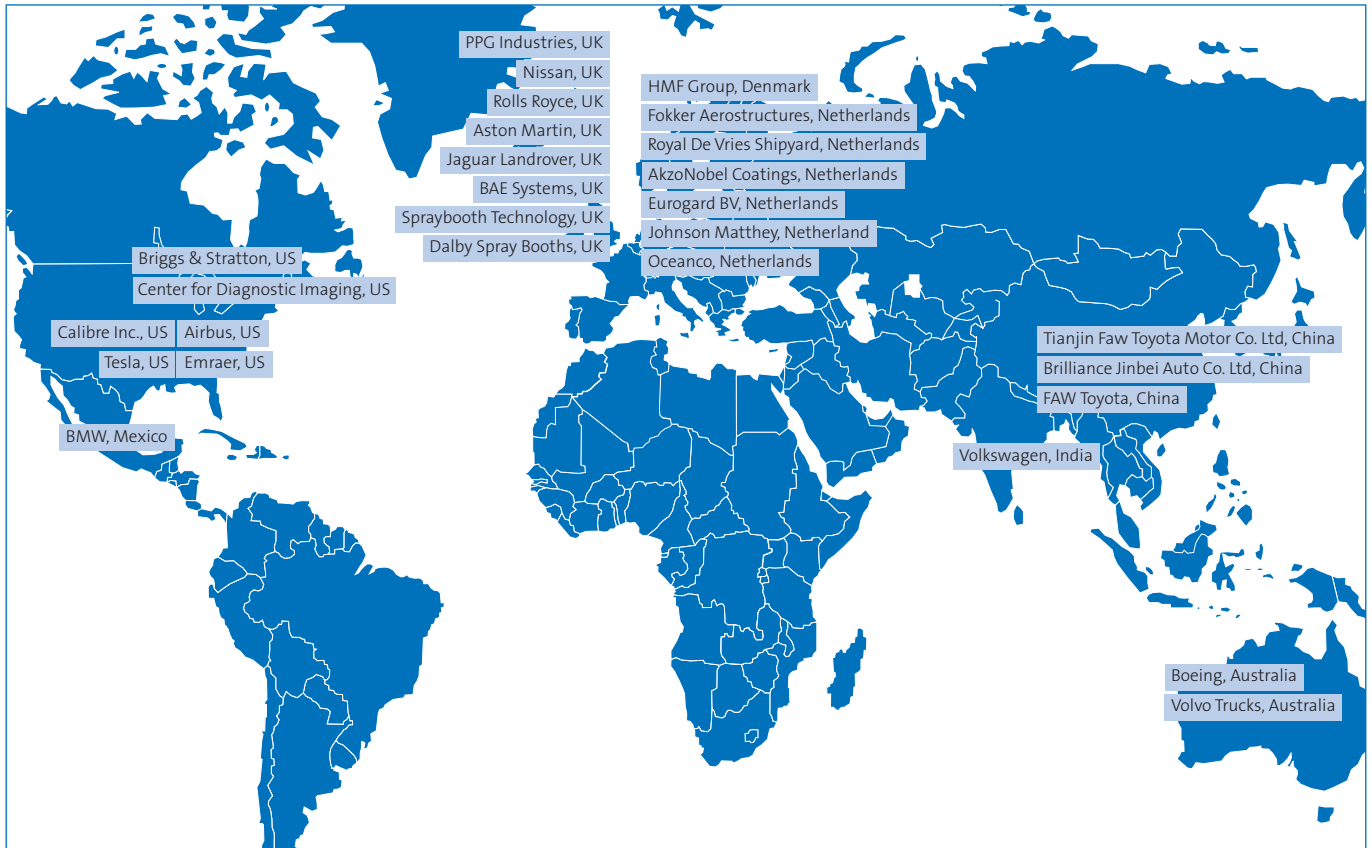 PPG Industries, UK
Nissan, UK
Rolls Royce, UK
Aston Martin, UK
Jaguar Landrover, UK
BAE Systems, UK
Spraybooth Technology, UK
Dalby Spray Booths, UK
HMF Group, Denmark
Fokker Aerostructures, Netherlands
Royal De Vries Shipyard, Netherlands
AkzoNobel Coatings, Netherlands
Eurogard BV, Netherlands
Johnson Matthey, Netherland
Oceanco, Netherlands
Briggs & Stratton, US
Center for Diagnostic Imaging, US
Calibre Inc., US
Airbus, US
Tesla, US
Emraer, US
BMW, Mexico
Tianjin Faw Toyota Motor Co. Ltd, China
Brilliance Jinbei Auto Co. Ltd, China
FAW Toyota, China
Volkswagen, India
Boeing, Australia
Volvo Trucks, Australia